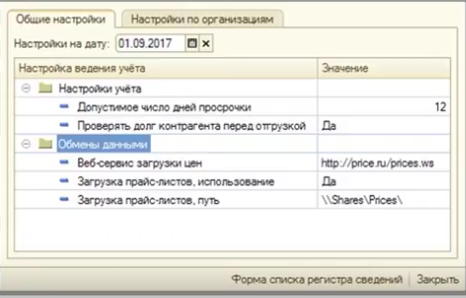 Общие настройки Настройки по организациям
Настройки на дату: 01.09.2017
Настройка ведения учёта Значение
Настройки учёта
Допустимое число дней просрочки 12
Проверять долг контрагента перед отгрузкой Да
Обмены данными
Веб-сервис загрузки цен http://price.ru/prices.ws
Загрузка прайс-листов, использование Да
Загрузка прайс-листов, путь \\Shares\Prices\
Форма списка регистра сведений Закрыть